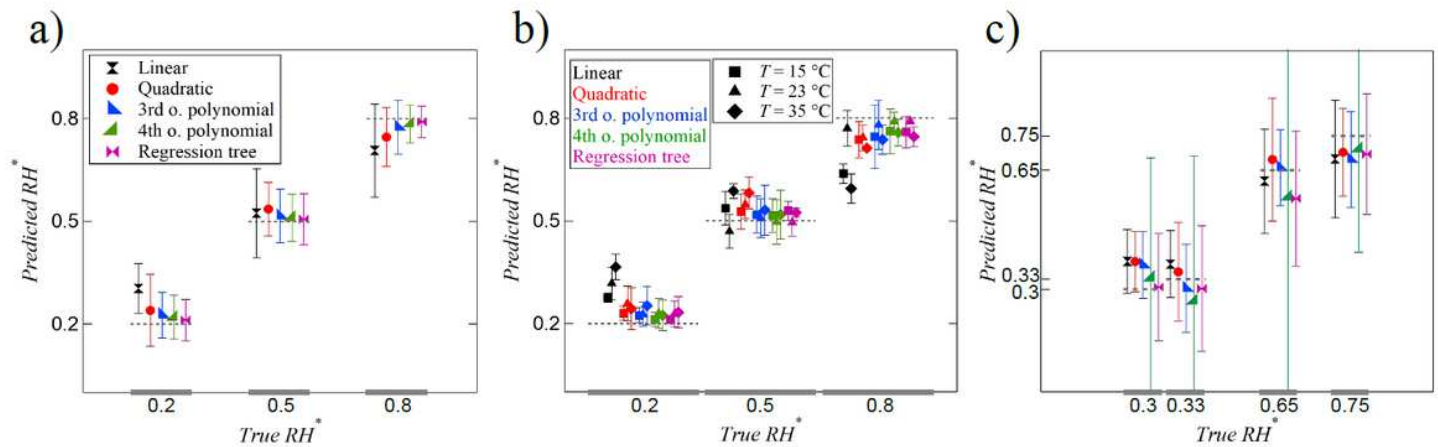 a)
Predicted RH*
0.8
0.5
0.2
Linear
Quadratic
3rd o. polynomial
4th o. polynomial
Regression tree
0.2 0.5 0.8
True RH*
b)
Predicted RH*
0.8
0.5
0.2
Linear
Quadratic
3rd o. polynomial
4th o. polynomial
Regression tree
T = 15 °C
T = 23 °C
T = 35 °C
0.2 0.5 0.8
True RH*
c)
Predicted RH*
0.75
0.65
0.33
0.3
0.3 0.33 0.65 0.75
True RH*